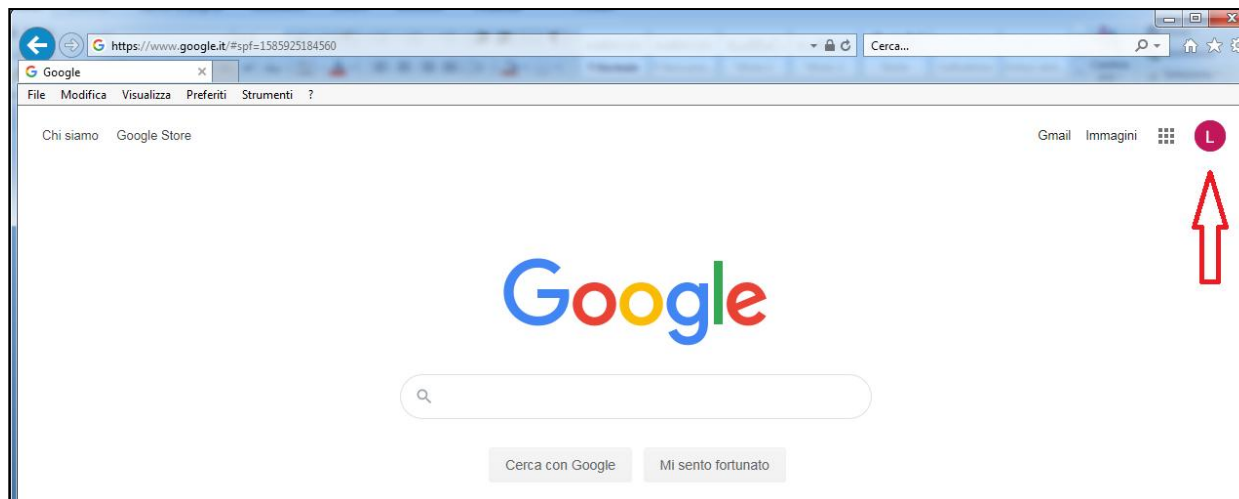 https://www.google.it/#spf=1585925184560
Cerca...
Google
File Modifica Visualizza Preferiti Strumenti ?
Chi siamo Google Store
Gmail Immagini
L
Google
Cerca con Google Mi sento fortunato